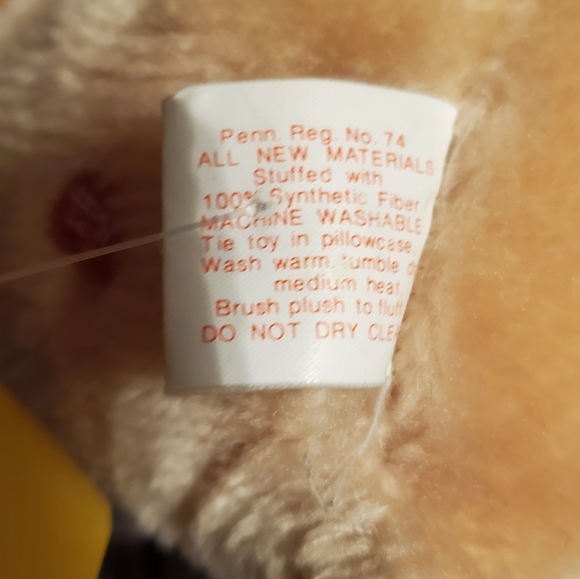 Penn. Reg. No. 74
ALL NEW MATERIALS
Stuffed with
100% Synthetic Fiber
MACHINE WASHABLE
Tie toy in pillowcase,
Wash warm, tumble d
medium heat.
Brush plush to fluff
DO NOT DRY CLE